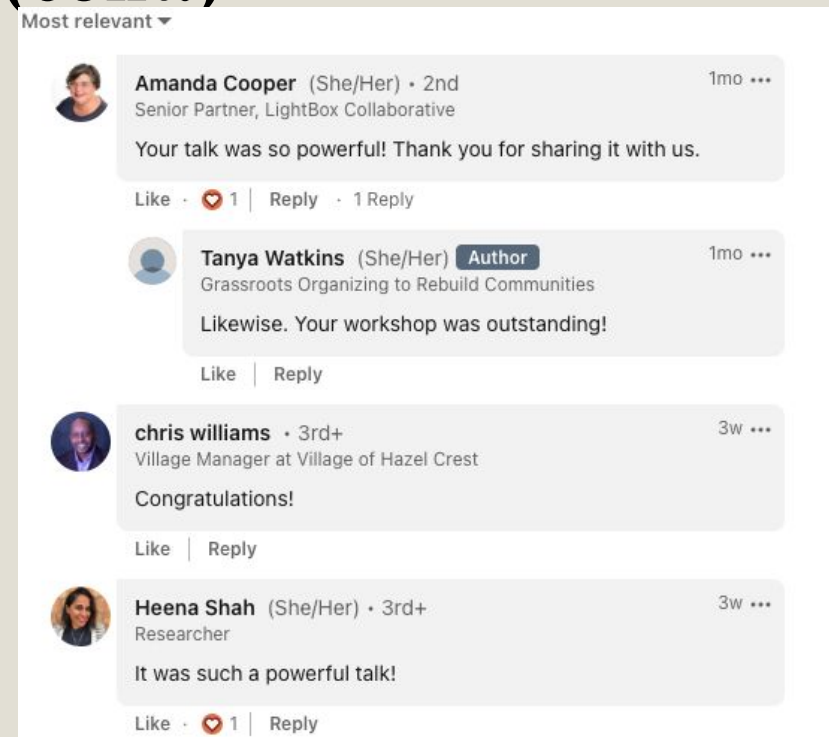 Most relevant
Amanda Cooper (She/Her) • 2nd
1mo •••
Senior Partner, LightBox Collaborative
Your talk was so powerful! Thank you for sharing it with us.
Like · 1 | Reply · 1 Reply
Tanya Watkins (She/Her) Author
1mo •••
Grassroots Organizing to Rebuild Communities
Likewise. Your workshop was outstanding!
Like | Reply
chris williams • 3rd+
3w •••
Village Manager at Village of Hazel Crest
Congratulations!
Like | Reply
Heena Shah (She/Her) • 3rd+
3w •••
Researcher
It was such a powerful talk!
Like · 1 | Reply